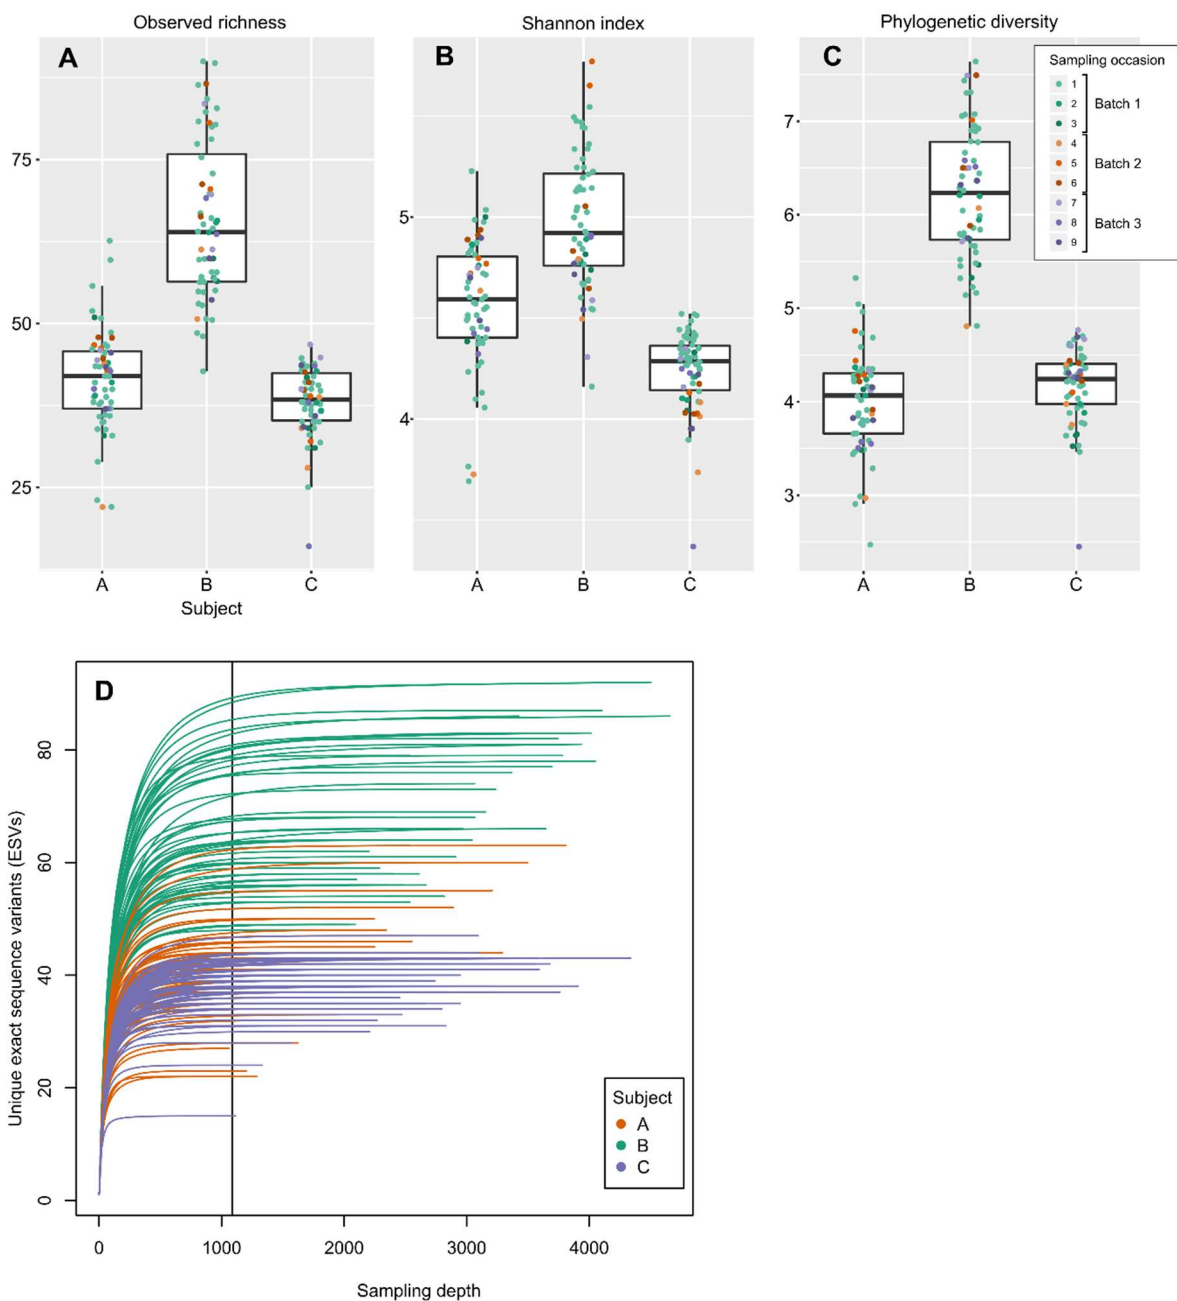 Observed richness
Shannon index
Phylogenetic diversity
A
B
C
Sampling occasion
1
2
3
Batch 1
4
5
6
Batch 2
7
8
9
Batch 3
75
50
25
5
4
7
6
5
4
3
A B C
A B C
A B C
Subject
D
Unique exact sequence variants (ESVs)
80
60
40
20
0
Subject
A
B
C
0 1000 2000 3000 4000
Sampling depth